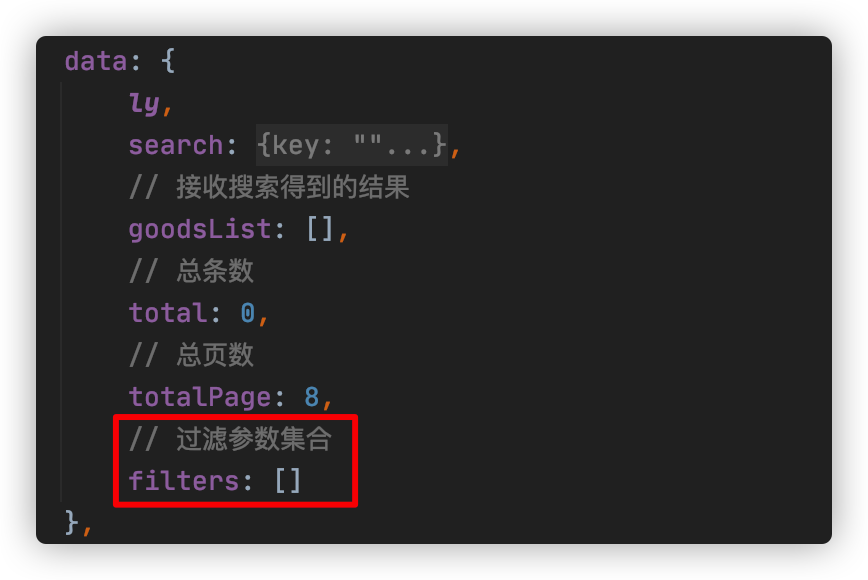 data: {
ly,
search: {key: ""...},
// 接收搜索得到的结果
goodsList: [],
// 总条数
total: 0,
// 总页数
totalPage: 8,
// 过滤参数集合
filters: []
},